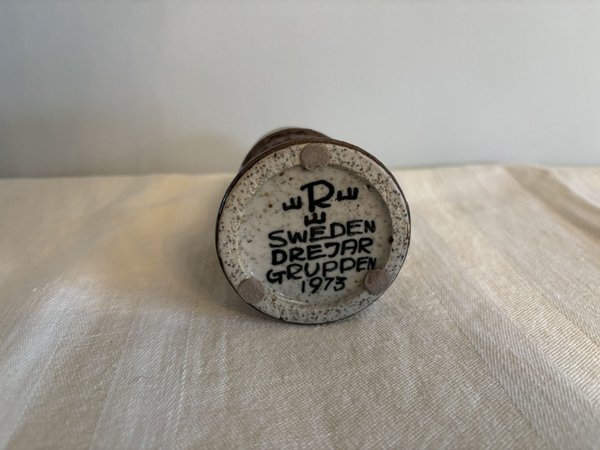 R
SWEDEN
DREJAR
GRUPPEN
1973